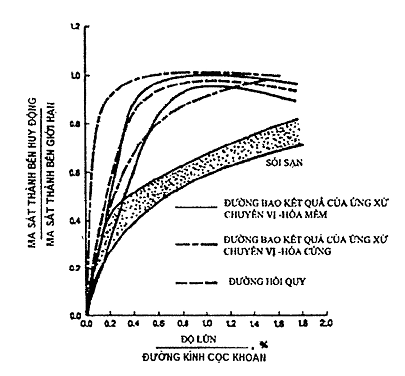 1.2
1.0
0.8
0.6
0.4
0.2
0.0
MA SÁT THÀNH BÊN HUY ĐỘNG
MA SÁT THÀNH BÊN GIỚI HẠN
SỎI SẠN
ĐƯỜNG BAO KẾT QUẢ CỦA ỨNG XỬ
CHUYỂN VỊ -HÓA MỀM
ĐƯỜNG BAO KẾT QUẢ CỦA ỨNG XỬ
CHUYỂN VỊ -HÓA CỨNG
ĐƯỜNG HỒI QUY
0.0 0.2 0.4 0.6 0.8 1.0 1.2 1.4 1.6 1.8 2.0
ĐỘ LÚN
ĐƯỜNG KÍNH CỌC KHOAN , %